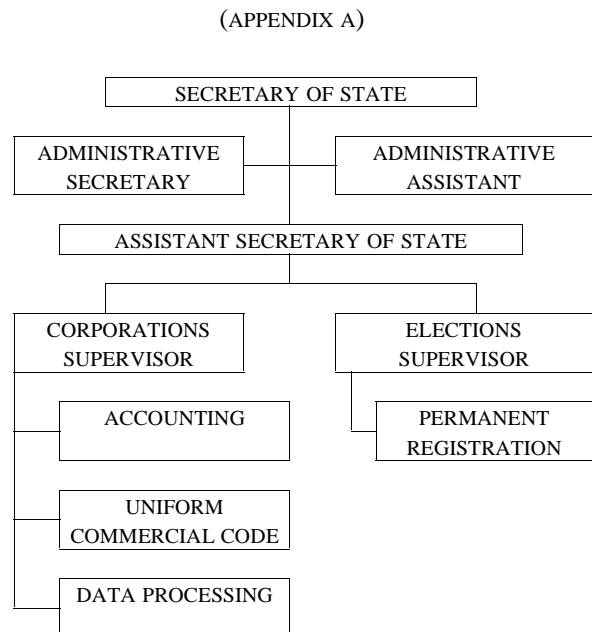 (APPENDIX A)
SECRETARY OF STATE
ADMINISTRATIVE
SECRETARY
ADMINISTRATIVE
ASSISTANT
ASSISTANT SECRETARY OF STATE
CORPORATIONS
SUPERVISOR
ELECTIONS
SUPERVISOR
ACCOUNTING
PERMANENT
REGISTRATION
UNIFORM
COMMERCIAL CODE
DATA PROCESSING